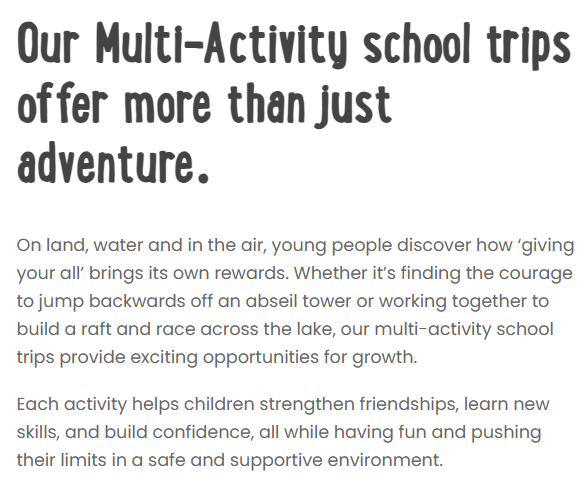 Our Multi-Activity school trips
offer more than just
adventure.
On land, water and in the air, young people discover how ‘giving
your all’ brings its own rewards. Whether it’s finding the courage
to jump backwards off an abseil tower or working together to
build a raft and race across the lake, our multi-activity school
trips provide exciting opportunities for growth.
Each activity helps children strengthen friendships, learn new
skills, and build confidence, all while having fun and pushing
their limits in a safe and supportive environment.